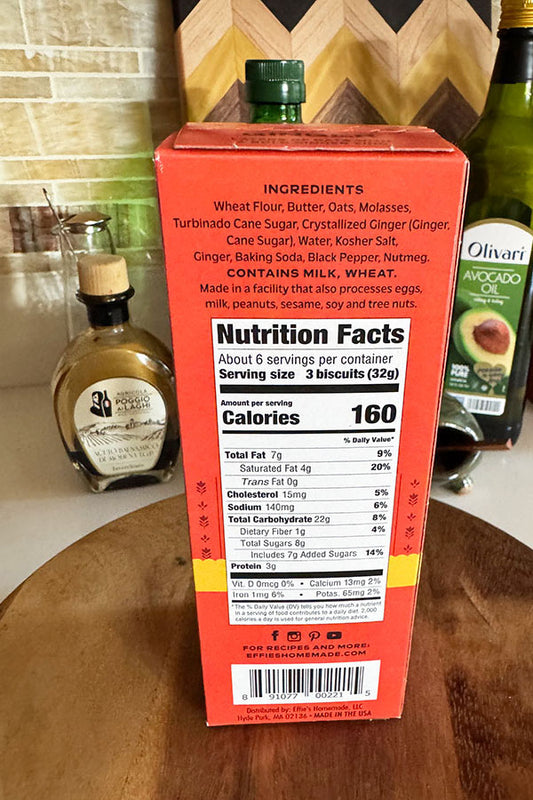 INGREDIENTS
Wheat Flour, Butter, Oats, Molasses,
Turbinado Cane Sugar, Crystallized Ginger (Ginger,
Cane Sugar), Water, Kosher Salt,
Ginger, Baking Soda, Black Pepper, Nutmeg.
CONTAINS MILK, WHEAT.
Made in a facility that also processes eggs,
milk, peanuts, sesame, soy and tree nuts.
Nutrition Facts
About 6 servings per container
Serving size 3 biscuits (32g)
Amount per serving
Calories 160
% Daily Value*
Total Fat 7g 9%
Saturated Fat 4g 20%
Trans Fat 0g
Cholesterol 15mg 5%
Sodium 140mg 6%
Total Carbohydrate 22g 8%
Dietary Fiber 1g 4%
Total Sugars 8g
Includes 7g Added Sugars 14%
Protein 3g
Vit. D 0mcg 0% • Calcium 13mg 2%
Iron 1mg 6% • Potas. 65mg 2%
*The % Daily Value (DV) tells you how much a nutrient
in a serving of food contributes to a daily diet. 2,000
calories a day is used for general nutrition advice.
FOR RECIPES AND MORE:
EFFIESHOMEMADE.COM
8 91077 00221 5
Distributed by: Effie's Homemade, LLC
Hyde Park, MA 02136 • MADE IN THE USA
AGRICOLA
POGGIO
AI LAGHI
ACETO BALSAMICO
DI MODENA I.G.P.
Olivari
AVOCADO
OIL
100%
PURE